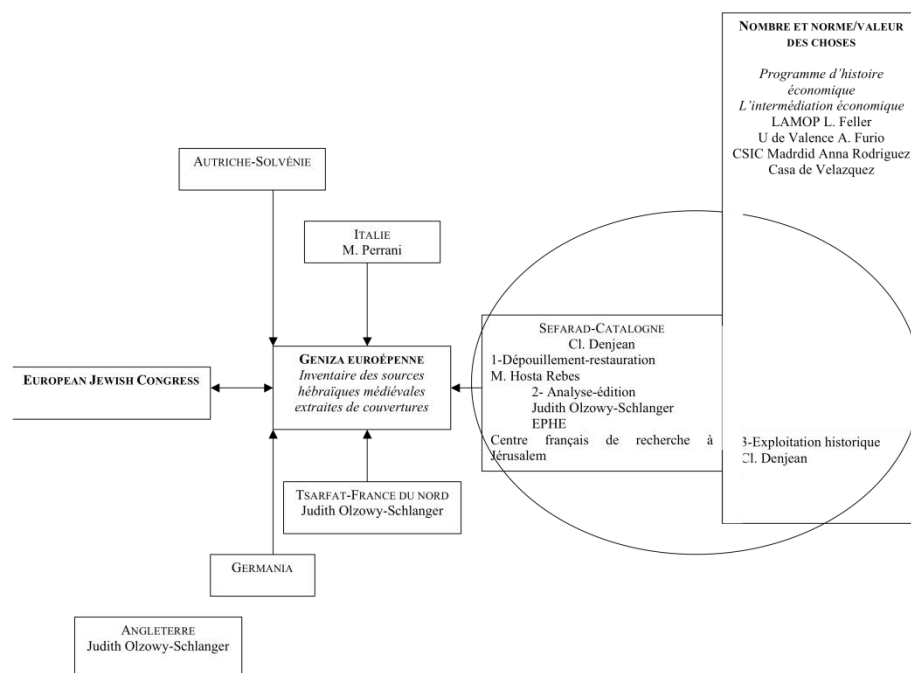 NOMBRE ET NORME/VALEUR
DES CHOSES
Programme d'histoire
économique
L'intermédiation économique
LAMOP L. Feller
U de Valence A. Furio
CSIC Madrdid Anna Rodriguez
Casa de Velazquez
AUTRICHE-SOLVÉNIE
ITALIE
M. Perrani
SEFARAD-CATALOGNE
Cl. Denjean
1-Dépouillement-restauration
M. Hosta Rebes
2- Analyse-édition
Judith Olzowy-Schlanger
EPHE
Centre français de recherche à
Jérusalem
GENIZA EUROÉPENNE
Inventaire des sources
hébraïques médiévales
extraites de couvertures
EUROPEAN JEWISH CONGRESS
3-Exploitation historique
Cl. Denjean
TSARFAT-FRANCE DU NORD
Judith Olzowy-Schlanger
GERMANIA
ANGLETERRE
Judith Olzowy-Schlanger